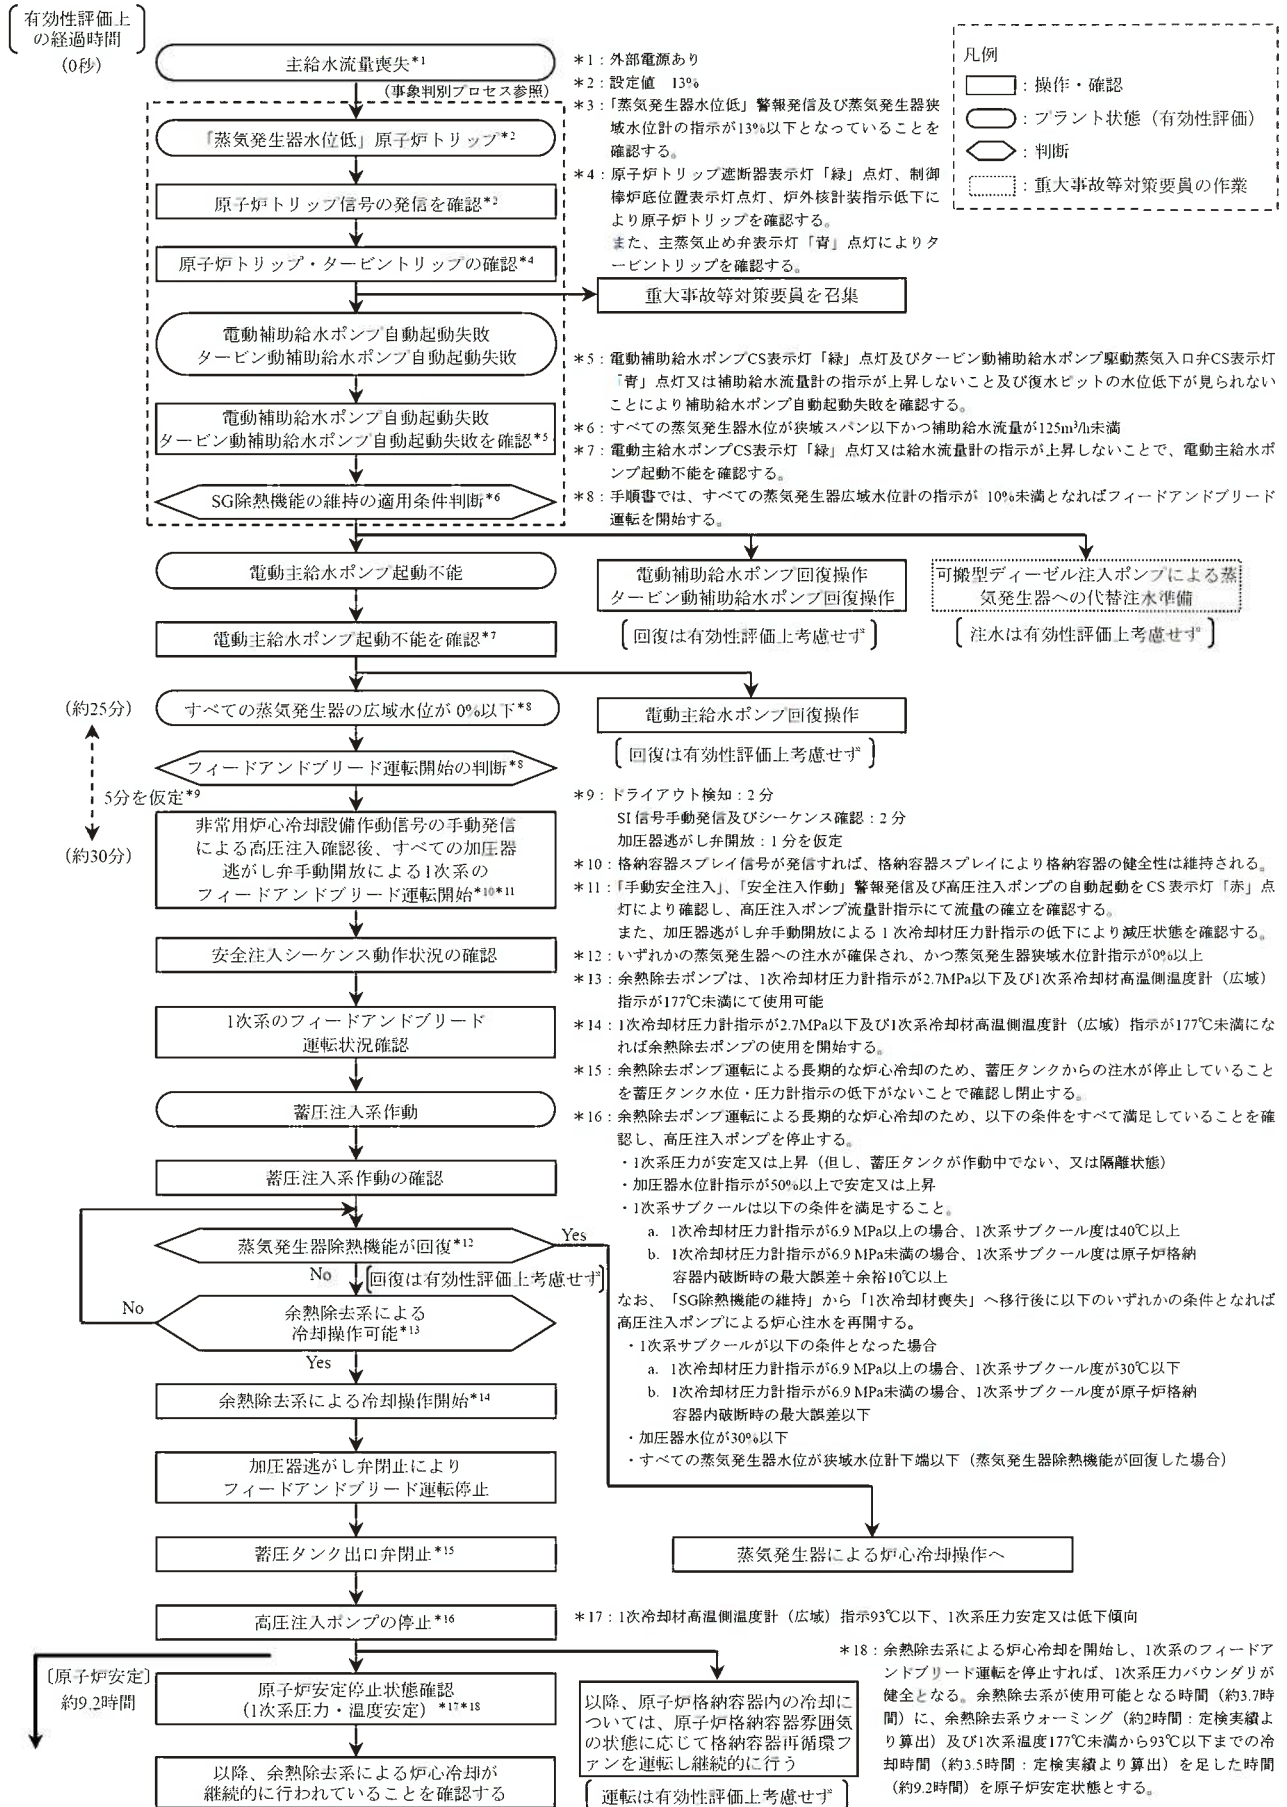 有効性評価上
の経過時間
(0秒)
主給水流量喪失*1
(事象判別プロセス参照)
「蒸気発生器水位低」原子炉トリップ*2
原子炉トリップ信号の発信を確認*3
原子炉トリップ・タービントリップの確認*4
重大事故等対策要員を召集
電動補助給水ポンプ自動起動失敗
タービン動補助給水ポンプ自動起動失敗
電動補助給水ポンプ自動起動失敗
タービン動補助給水ポンプ自動起動失敗を確認*5
SG除熱機能の維持の適用条件判断*6
*1：外部電源あり
*2：設定値　13%
*3：「蒸気発生器水位低」警報発信及び蒸気発生器狭
域水位計の指示が13%以下となっていることを
確認する。
*4：原子炉トリップ遮断器表示灯「緑」点灯、制御
棒炉底位置表示灯点灯、炉外核計装指示低下に
より原子炉トリップを確認する。
また、主蒸気止め弁表示灯「青」点灯によりタ
ービントリップを確認する。
凡例
：操作・確認
：プラント状態（有効性評価）
：判断
：重大事故等対策要員の作業
*5：電動補助給水ポンプCS表示灯「緑」点灯及びタービン動補助給水ポンプ駆動蒸気入口弁CS表示灯
「青」点灯又は補助給水流量計の指示が上昇しないこと及び復水ピットの水位低下が見られない
ことにより補助給水ポンプ自動起動失敗を確認する。
*6：すべての蒸気発生器水位が狭域スパン以下かつ補助給水流量が125m³/h未満
*7：電動主給水ポンプCS表示灯「緑」点灯又は給水流量計の指示が上昇しないことで、電動主給水ポ
ンプ起動不能を確認する。
*8：手順書では、すべての蒸気発生器広域水位計の指示が 10%未満となればフィードアンドブリード
運転を開始する。
電動主給水ポンプ起動不能
電動補助給水ポンプ回復操作
タービン動補助給水ポンプ回復操作
回復は有効性評価上考慮せず
可搬型ディーゼル注入ポンプによる蒸
気発生器への代替注水準備
注水は有効性評価上考慮せず
電動主給水ポンプ起動不能を確認*7
電動主給水ポンプ回復操作
回復は有効性評価上考慮せず
(約25分)
すべての蒸気発生器の広域水位が 0%以下*8
フィードアンドブリード運転開始の判断*8
5分を仮定*9
(約30分)
非常用炉心冷却設備作動信号の手動発信
による高圧注入確認後、すべての加圧器
逃がし弁手動開放による1次系の
フィードアンドブリード運転開始*10*11
安全注入シーケンス動作状況の確認
1次系のフィードアンドブリード
運転状況確認
蓄圧注入系作動
蓄圧注入系作動の確認
蒸気発生器除熱機能が回復*12
Yes
No
回復は有効性評価上考慮せず
No
余熱除去系による
冷却操作可能*13
Yes
余熱除去系による冷却操作開始*14
加圧器逃がし弁閉止により
フィードアンドブリード運転停止
蓄圧タンク出口弁閉止*15
高圧注入ポンプの停止*16
*9：ドライアウト検知：2 分
SI 信号手動発信及びシーケンス確認：2 分
加圧器逃がし弁開放：1 分を仮定
*10：格納容器スプレイ信号が発信すれば、格納容器スプレイにより格納容器の健全性は維持される。
*11：「手動安全注入」、「安全注入作動」警報発信及び高圧注入ポンプの自動起動をCS 表示灯「赤」点
灯により確認し、高圧注入ポンプ流量計指示にて流量の確立を確認する。
また、加圧器逃がし弁手動開放による 1 次冷却材圧力計指示の低下により減圧状態を確認する。
*12：いずれかの蒸気発生器への注水が確保され、かつ蒸気発生器狭域水位計指示が0%以上
*13：余熱除去ポンプは、1次冷却材圧力計指示が2.7MPa以下及び1次系冷却材高温側温度計（広域）
指示が177℃未満にて使用可能
*14：1次冷却材圧力計指示が2.7MPa以下及び1次系冷却材高温側温度計（広域）指示が177℃未満にな
れば余熱除去ポンプの使用を開始する。
*15：余熱除去ポンプ運転による長期的な炉心冷却のため、蓄圧タンクからの注水が停止していること
を蓄圧タンク水位・圧力計指示の低下がないことで確認し閉止する。
*16：余熱除去ポンプ運転による長期的な炉心冷却のため、以下の条件をすべて満足していることを確
認し、高圧注入ポンプを停止する。
・1次系圧力が安定又は上昇（但し、蓄圧タンクが作動中でない、又は隔離状態）
・加圧器水位計指示が50%以上で安定又は上昇
・1次系サブクールは以下の条件を満足すること。
a. 1次冷却材圧力計指示が6.9 MPa以上の場合、1次系サブクール度は40℃以上
b. 1次冷却材圧力計指示が6.9 MPa未満の場合、1次系サブクール度は原子炉格納
容器内破断時の最大誤差＋余裕10℃以上
なお、「SG除熱機能の維持」から「1次冷却材喪失」へ移行後に以下のいずれかの条件となれば
高圧注入ポンプによる炉心注水を再開する。
・1次系サブクールが以下の条件となった場合
a. 1次冷却材圧力計指示が6.9 MPa以上の場合、1次系サブクール度が30℃以下
b. 1次冷却材圧力計指示が6.9 MPa未満の場合、1次系サブクール度が原子炉格納
容器内破断時の最大誤差以下
・加圧器水位が30%以下
・すべての蒸気発生器水位が狭域水位計下端以下（蒸気発生器除熱機能が回復した場合）
蒸気発生器による炉心冷却操作へ
*17：1次冷却材高温側温度計（広域）指示93℃以下、1次系圧力安定又は低下傾向
*18：余熱除去系による炉心冷却を開始し、1次系のフィードア
ンドブリード運転を停止すれば、1次系圧力バウンダリが
健全となる。余熱除去系が使用可能となる時間（約3.7時
間）に、余熱除去系ウォーミング（約2時間：定検実績よ
り算出）及び1次系温度177℃未満から93℃以下までの冷
却時間（約3.5時間：定検実績より算出）を足した時間
（約9.2時間）を原子炉安定状態とする。
〔原子炉安定〕
約9.2時間
原子炉安定停止状態確認
(1次系圧力・温度安定) *17*18
以降、余熱除去系による炉心冷却が
継続的に行われていることを確認する
以降、原子炉格納容器内の冷却に
ついては、原子炉格納容器雰囲気
の状態に応じて格納容器再循環フ
ァンを運転し継続的に行う
運転は有効性評価上考慮せず